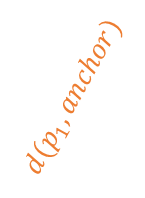 d(p₁, anchor)